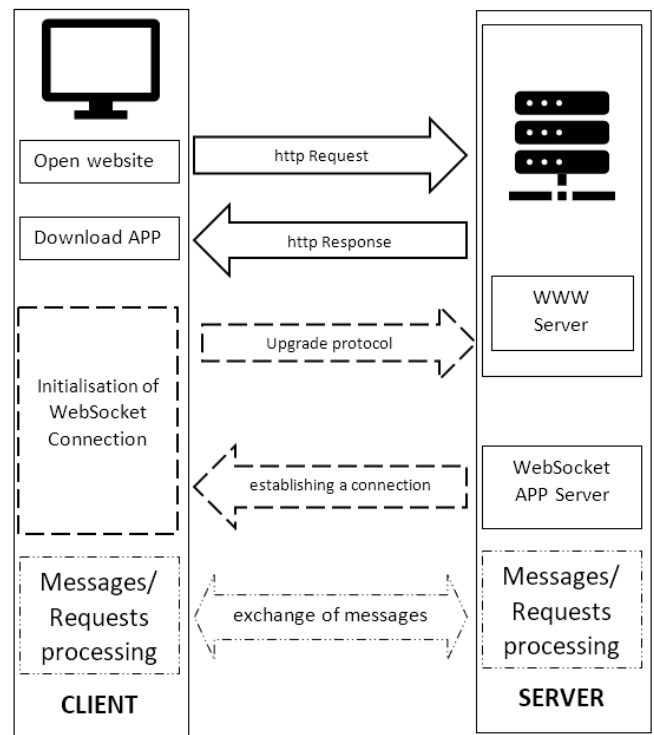 Open website
http Request
Download APP
http Response
WWW
Server
Upgrade protocol
Initialisation of
WebSocket
Connection
establishing a connection
WebSocket
APP Server
Messages/
Requests
processing
exchange of messages
Messages/
Requests
processing
CLIENT
SERVER